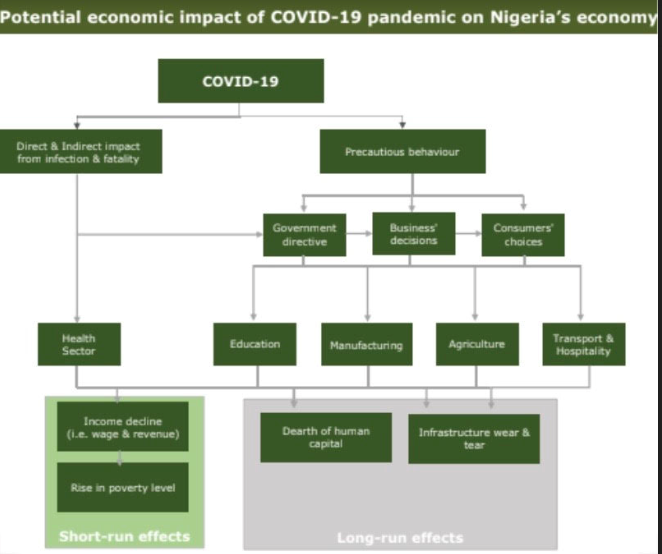 Potential economic impact of COVID-19 pandemic on Nigeria's economy
COVID-19
Direct & Indirect impact
from infection & fatality
Precautious behaviour
Government
directive
Business'
decisions
Consumers'
choices
Health
Sector
Education
Manufacturing
Agriculture
Transport &
Hospitality
Income decline
(i.e. wage & revenue)
Rise in poverty level
Short-run effects
Dearth of human
capital
Infrastructure wear &
tear
Long-run effects